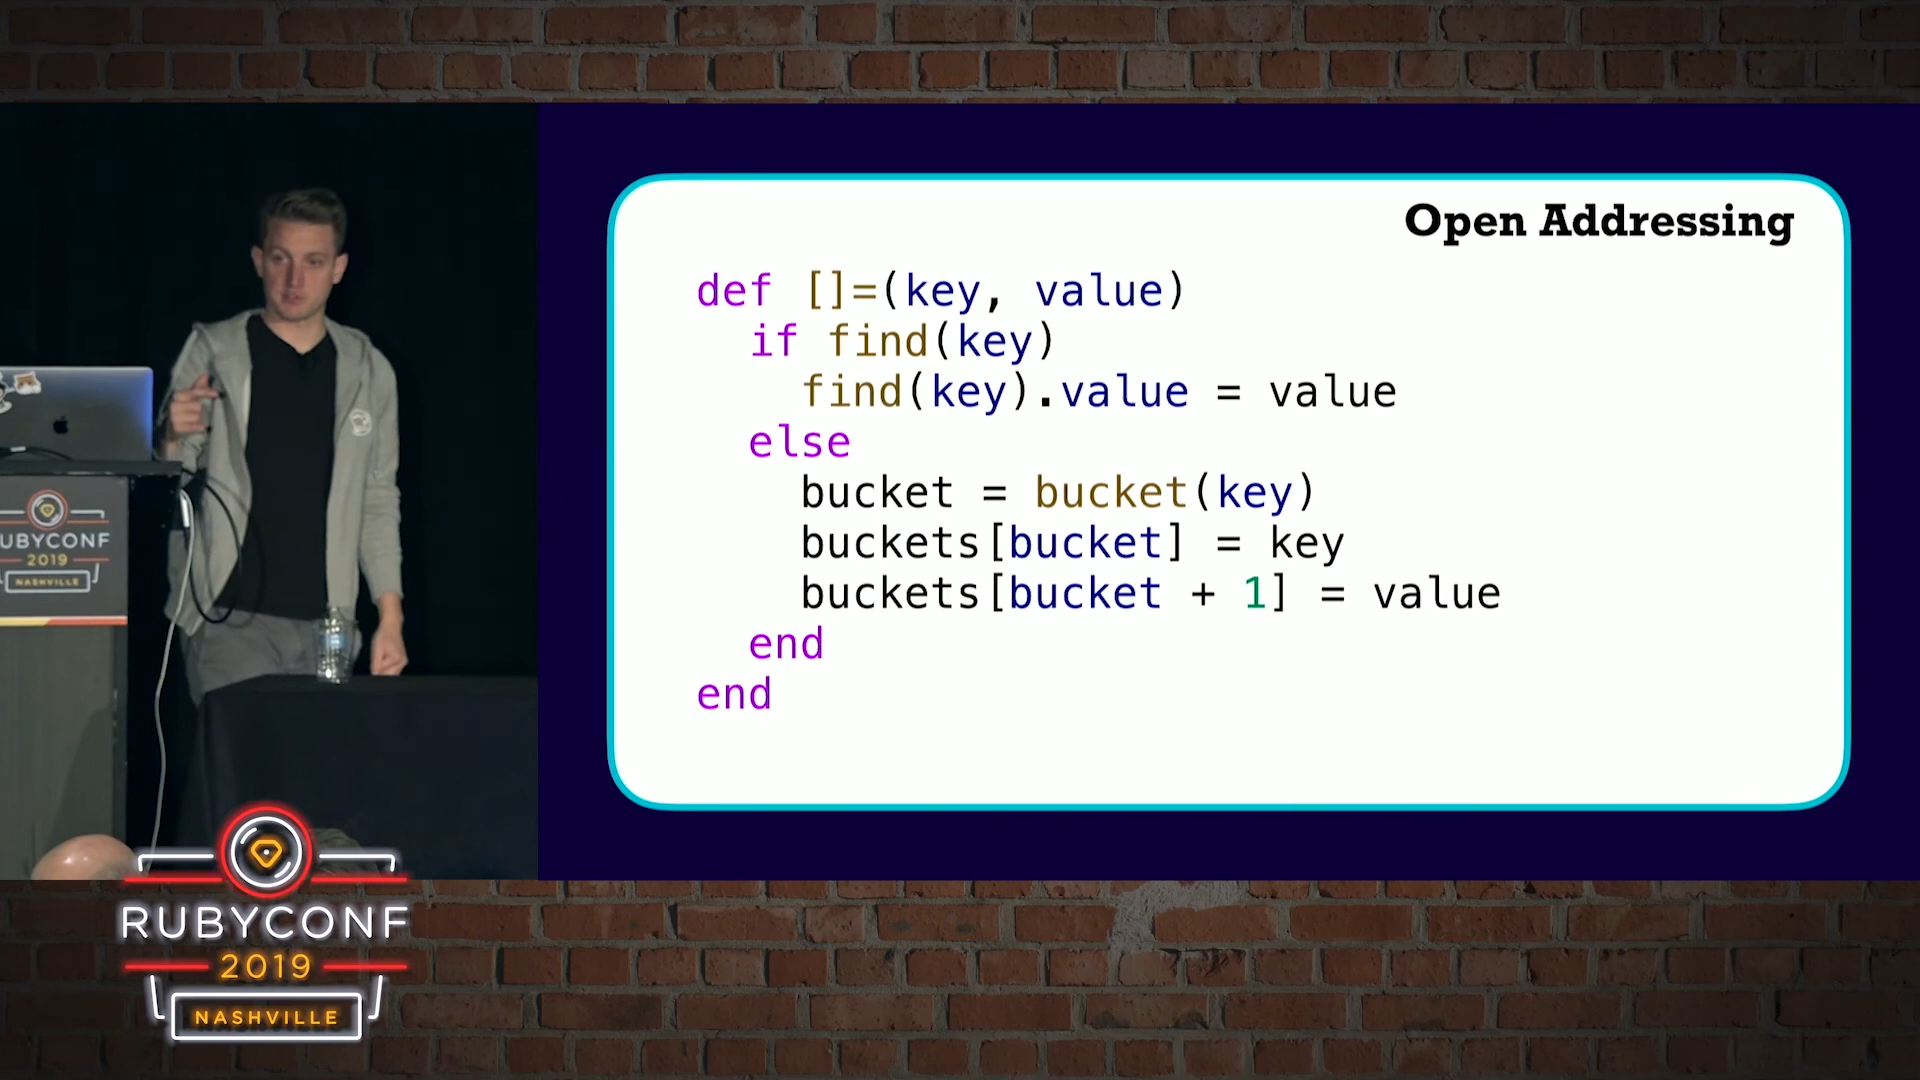 Open Addressing
def []=(key, value)
  if find(key)
    find(key).value = value
  else
    bucket = bucket(key)
    buckets[bucket] = key
    buckets[bucket + 1] = value
  end
end
UBYCONF
2019
NASHVILLE
RUBYCONF
2019
NASHVILLE